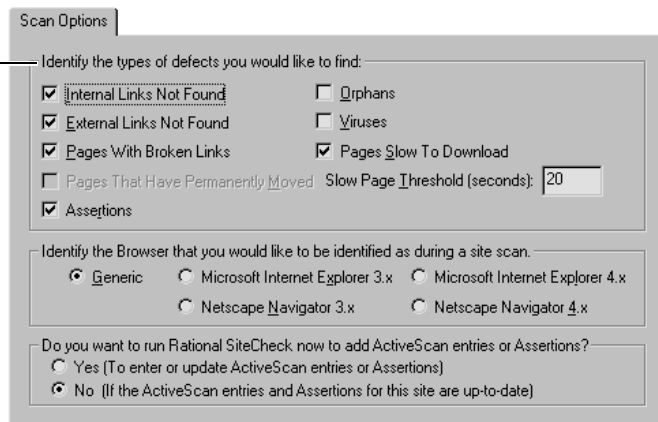 Scan Options
Identify the types of defects you would like to find:
Internal Links Not Found
Orphans
External Links Not Found
Viruses
Pages With Broken Links
Pages Slow To Download
Pages That Have Permanently Moved
Slow Page Threshold (seconds): 20
Assertions
Identify the Browser that you would like to be identified as during a site scan.
Generic
Microsoft Internet Explorer 3.x
Microsoft Internet Explorer 4.x
Netscape Navigator 3.x
Netscape Navigator 4.x
Do you want to run Rational SiteCheck now to add ActiveScan entries or Assertions?
Yes (To enter or update ActiveScan entries or Assertions)
No (If the ActiveScan entries and Assertions for this site are up-to-date)